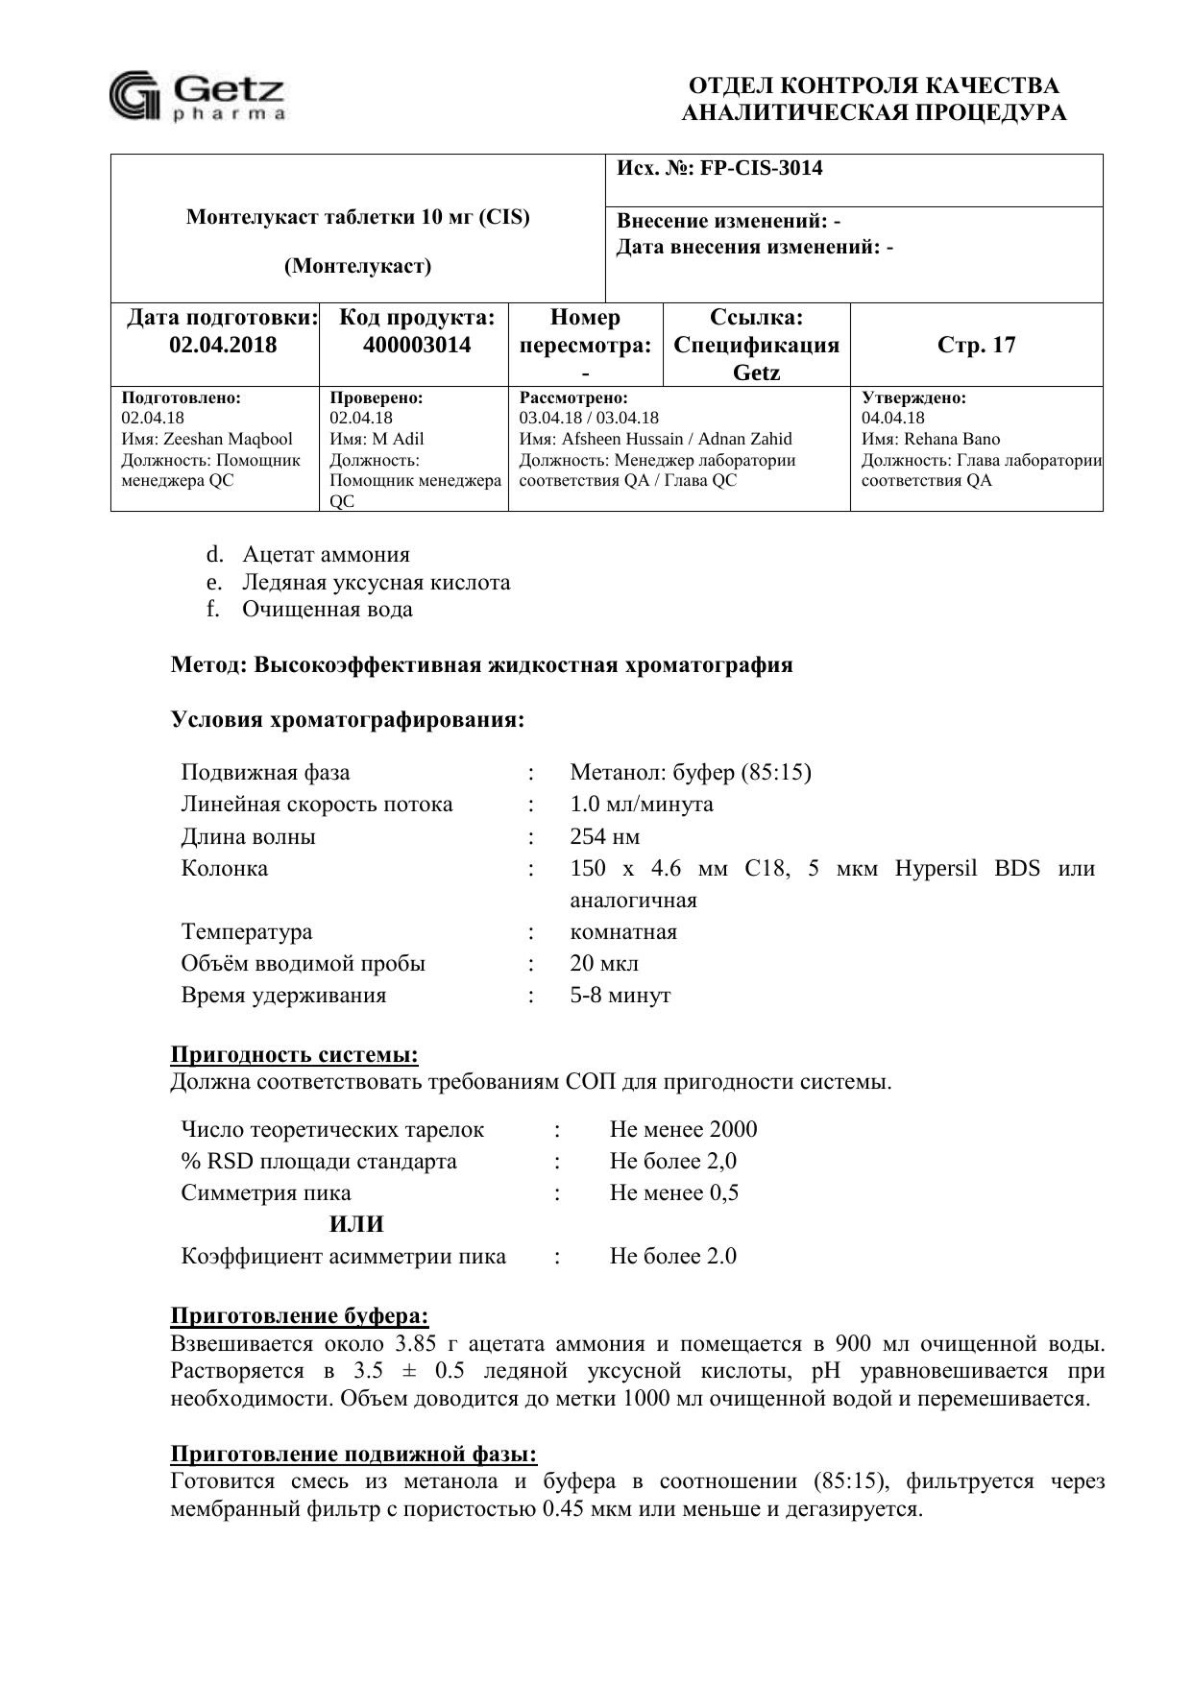 Getz
pharma
ОТДЕЛ КОНТРОЛЯ КАЧЕСТВА
АНАЛИТИЧЕСКАЯ ПРОЦЕДУРА
Монтелукаст таблетки 10 мг (CIS)
(Монтелукаст)
Исх. №: FP-CIS-3014
Внесение изменений: -
Дата внесения изменений: -
Дата подготовки:
02.04.2018
Код продукта:
400003014
Номер
пересмотра:
-
Ссылка:
Спецификация
Getz
Стр. 17
Подготовлено:
02.04.18
Имя: Zeeshan Maqbool
Должность: Помощник
менеджера QC
Проверено:
02.04.18
Имя: M Adil
Должность:
Помощник менеджера
QC
Рассмотрено:
03.04.18 / 03.04.18
Имя: Afsheen Hussain / Adnan Zahid
Должность: Менеджер лаборатории
соответствия QA / Глава QC
Утверждено:
04.04.18
Имя: Rehana Bano
Должность: Глава лаборатории
соответствия QA
d. Ацетат аммония
e. Ледяная уксусная кислота
f. Очищенная вода
Метод: Высокоэффективная жидкостная хроматография
Условия хроматографирования:
Подвижная фаза : Метанол: буфер (85:15)
Линейная скорость потока : 1.0 мл/минута
Длина волны : 254 нм
Колонка : 150 x 4.6 мм С18, 5 мкм Hypersil BDS или
аналогичная
Температура : комнатная
Объём вводимой пробы : 20 мкл
Время удерживания : 5-8 минут
Пригодность системы:
Должна соответствовать требованиям СОП для пригодности системы.
Число теоретических тарелок : Не менее 2000
% RSD площади стандарта : Не более 2,0
Симметрия пика : Не менее 0,5
ИЛИ
Коэффициент асимметрии пика : Не более 2.0
Приготовление буфера:
Взвешивается около 3.85 г ацетата аммония и помещается в 900 мл очищенной воды.
Растворяется в 3.5 ± 0.5 ледяной уксусной кислоты, pH уравновешивается при
необходимости. Объем доводится до метки 1000 мл очищенной водой и перемешивается.
Приготовление подвижной фазы:
Готовится смесь из метанола и буфера в соотношении (85:15), фильтруется через
мембранный фильтр с пористостью 0.45 мкм или меньше и дегазируется.